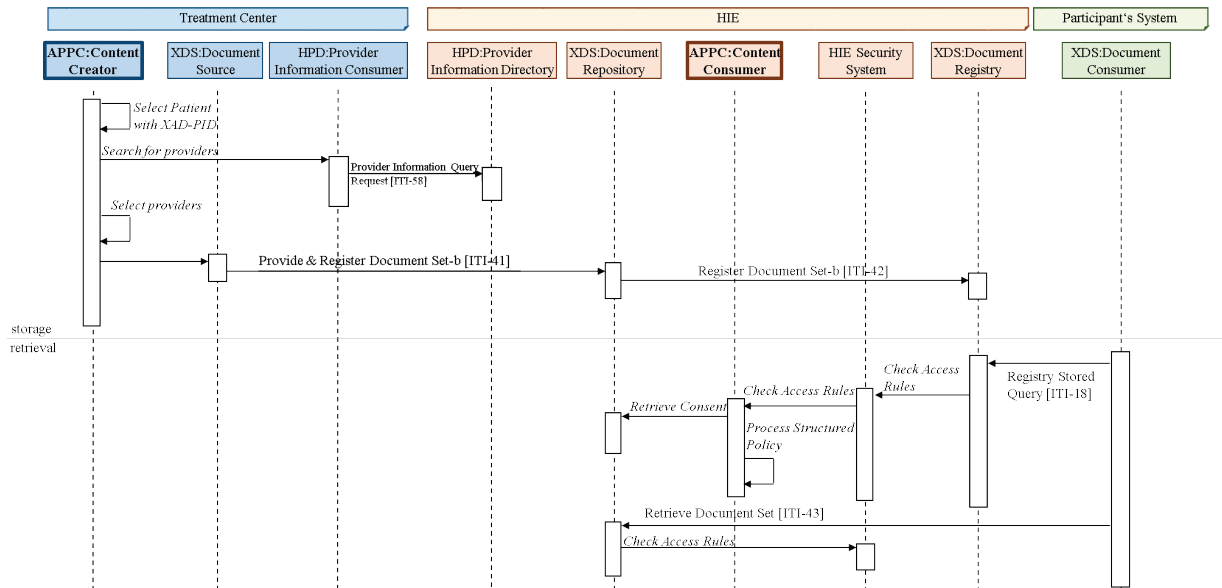 Treatment Center
HIE
Participant's System
APPC:Content
Creator
XDS:Document
Source
HPD:Provider
Information Consumer
HPD:Provider
Information Directory
XDS:Document
Repository
APPC:Content
Consumer
HIE Security
System
XDS:Document
Registry
XDS:Document
Consumer
Select Patient
with XAD-PID
Search for providers
Provider Information Query
Request [ITI-58]
Select providers
Provide & Register Document Set-b [ITI-41]
Register Document Set-b [ITI-42]
storage
retrieval
Registry Stored
Query [ITI-18]
Check Access
Rules
Check Access Rules
Retrieve Consent
Process Structured
Policy
Retrieve Document Set [ITI-43]
Check Access Rules